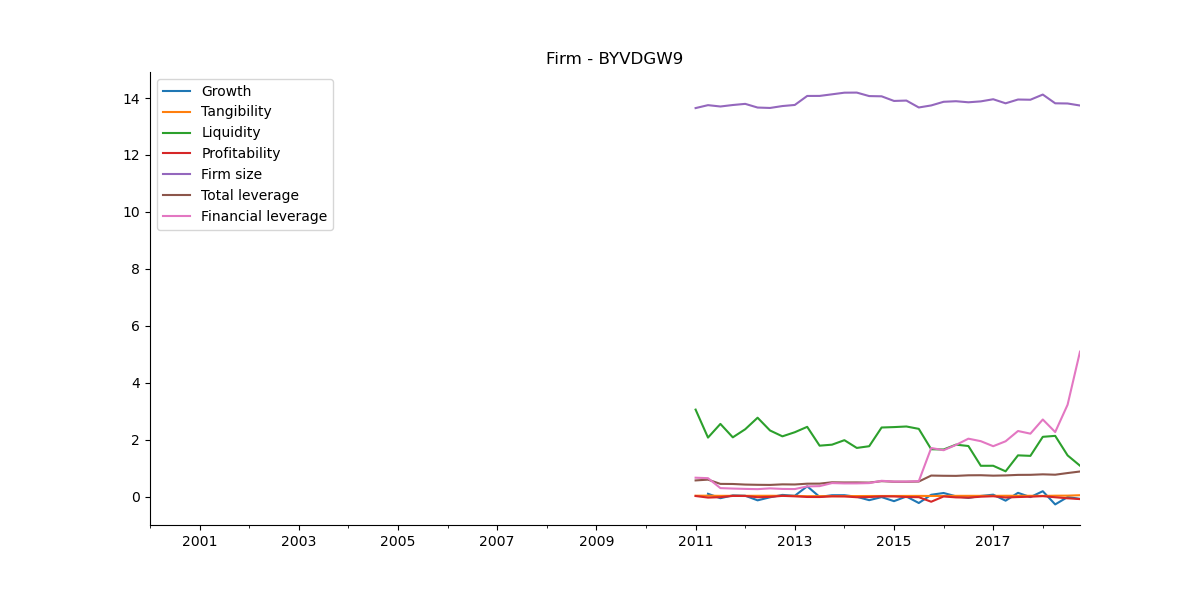 Firm - BYVDGW9
Growth
Tangibility
Liquidity
Profitability
Firm size
Total leverage
Financial leverage
14
12
10
8
6
4
2
0
2001
2003
2005
2007
2009
2011
2013
2015
2017